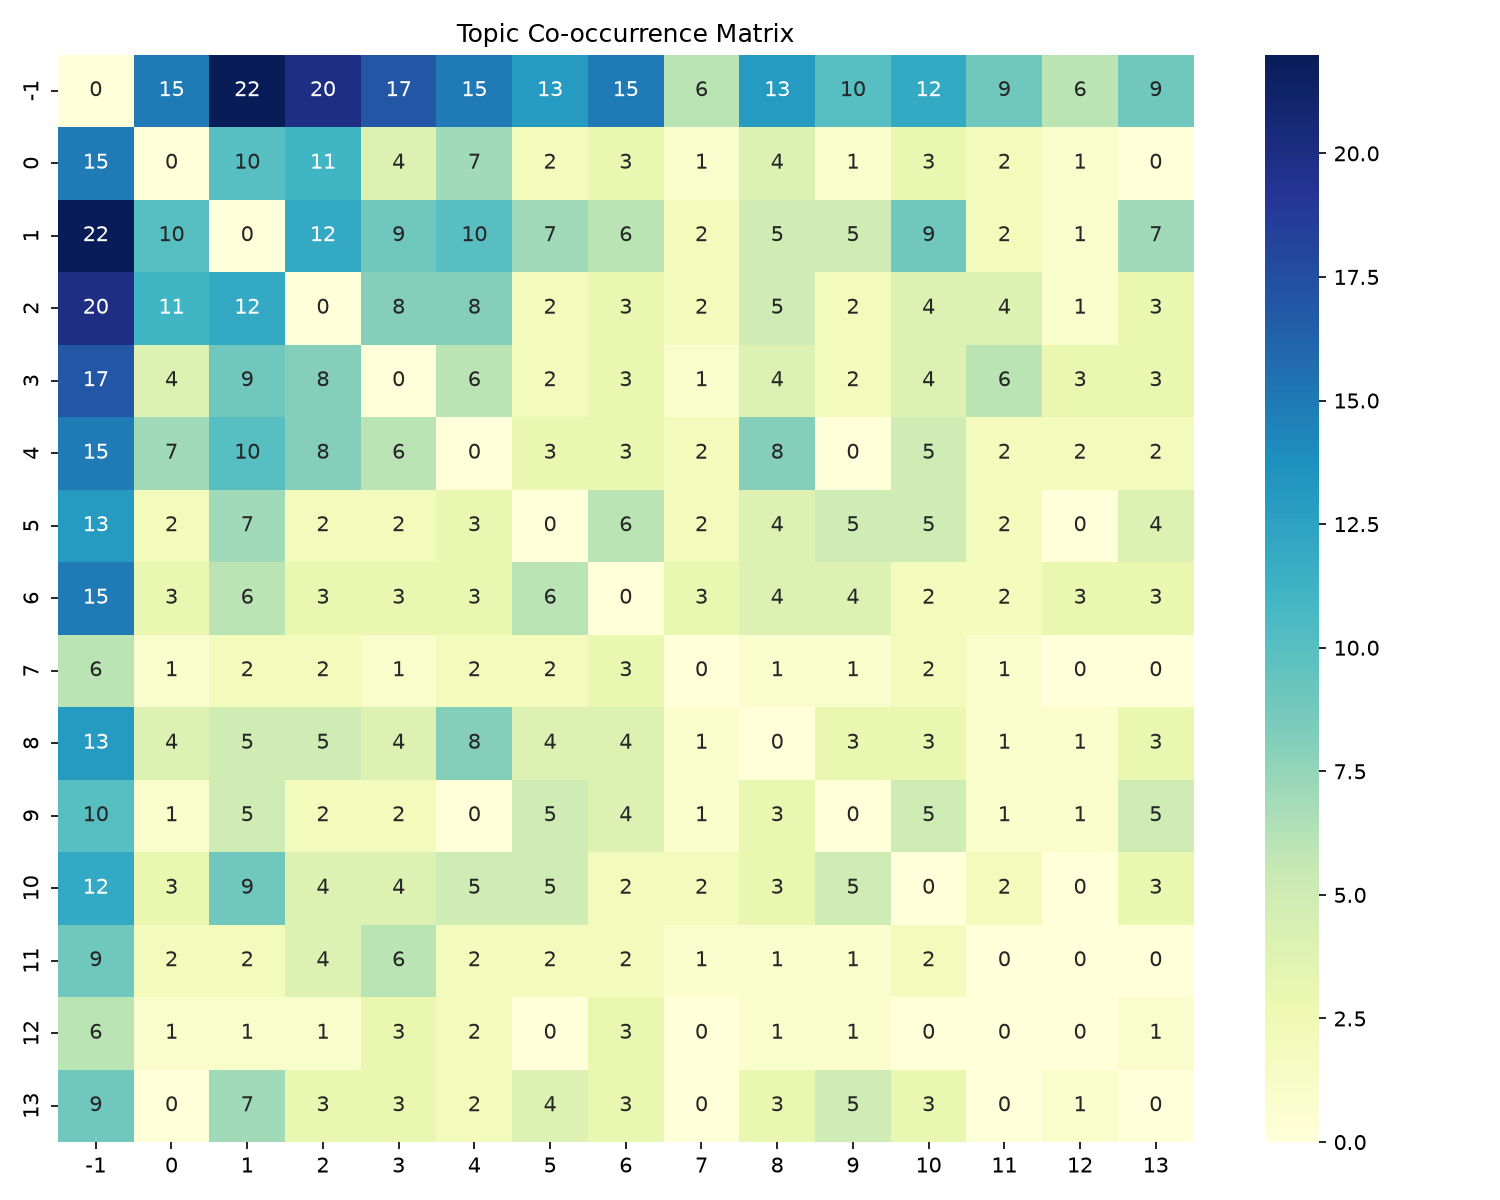 Topic Co-occurrence Matrix
-1 0 15 22 20 17 15 13 15 6 13 10 12 9 6 9
0 15 0 10 11 4 7 2 3 1 4 1 3 2 1 0
1 22 10 0 12 9 10 7 6 2 5 5 9 2 1 7
2 20 11 12 0 8 8 2 3 2 5 2 4 4 1 3
3 17 4 9 8 0 6 2 3 1 4 2 4 6 3 3
4 15 7 10 8 6 0 3 3 2 8 0 5 2 2 2
5 13 2 7 2 2 3 0 6 2 4 5 5 2 0 4
6 15 3 6 3 3 3 6 0 3 4 4 2 2 3 3
7 6 1 2 2 1 2 2 3 0 1 1 2 1 0 0
8 13 4 5 5 4 8 4 4 1 0 3 3 1 1 3
9 10 1 5 2 2 0 5 4 1 3 0 5 1 1 5
10 12 3 9 4 4 5 5 2 2 3 5 0 2 0 3
11 9 2 2 4 6 2 2 2 1 1 1 2 0 0 0
12 6 1 1 1 3 2 0 3 0 1 1 0 0 0 1
13 9 0 7 3 3 2 4 3 0 3 5 3 0 1 0
-1 0 1 2 3 4 5 6 7 8 9 10 11 12 13
20.0
17.5
15.0
12.5
10.0
7.5
5.0
2.5
0.0